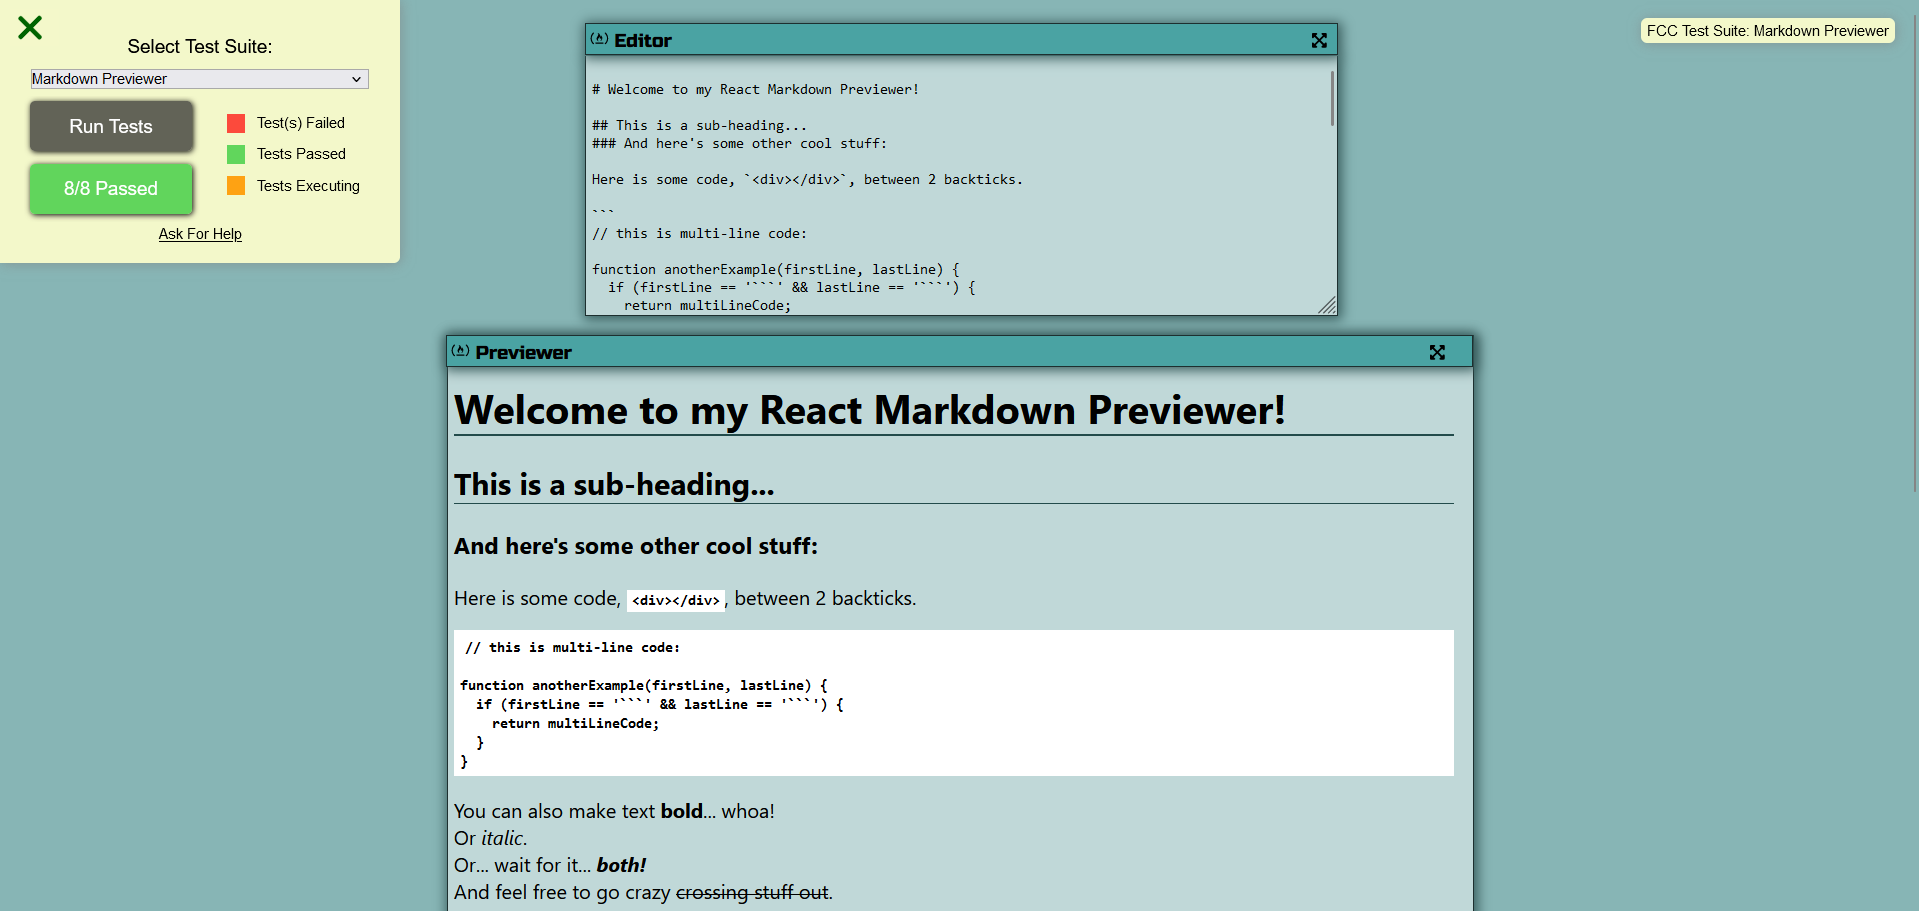 Select Test Suite:
Markdown Previewer
Run Tests
8/8 Passed
Test(s) Failed
Tests Passed
Tests Executing
Ask For Help
FCC Test Suite: Markdown Previewer
Editor
# Welcome to my React Markdown Previewer!
## This is a sub-heading...
### And here's some other cool stuff:
Here is some code, `<div></div>`, between 2 backticks.
```
// this is multi-line code:
function anotherExample(firstLine, lastLine) {
  if (firstLine == '```' && lastLine == '```') {
    return multiLineCode;
Previewer
Welcome to my React Markdown Previewer!
This is a sub-heading...
And here's some other cool stuff:
Here is some code, <div></div>, between 2 backticks.
// this is multi-line code:
function anotherExample(firstLine, lastLine) {
  if (firstLine == '```' && lastLine == '```') {
    return multiLineCode;
  }
}
You can also make text bold... whoa!
Or italic.
Or... wait for it... both!
And feel free to go crazy crossing stuff out.